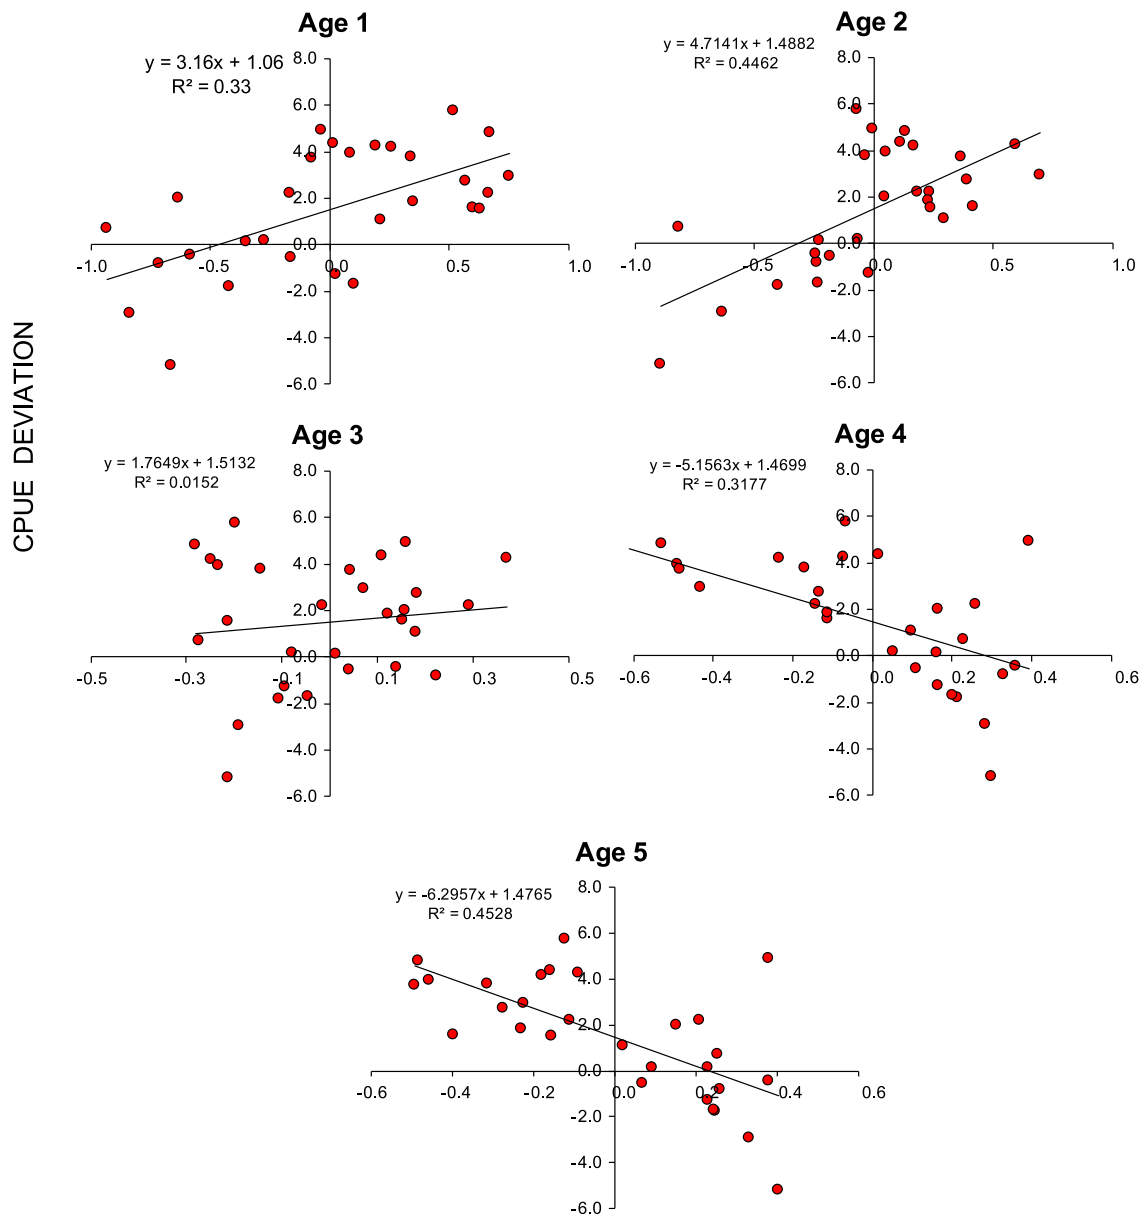 CPUE DEVIATION
Age 1
y = 3.16x + 1.06
R² = 0.33
8.0
6.0
4.0
2.0
0.0
-2.0
-4.0
-6.0
-1.0 -0.5 0.0 0.5 1.0
Age 2
y = 4.7141x + 1.4882
R² = 0.4462
8.0
6.0
4.0
2.0
0.0
-2.0
-4.0
-6.0
-1.0 -0.5 0.0 0.5 1.0
Age 3
y = 1.7649x + 1.5132
R² = 0.0152
8.0
6.0
4.0
2.0
0.0
-2.0
-4.0
-6.0
-0.5 -0.3 -0.1 0.1 0.3 0.5
Age 4
y = -5.1563x + 1.4699
R² = 0.3177
8.0
6.0
4.0
2.0
0.0
-2.0
-4.0
-6.0
-0.6 -0.4 -0.2 0.0 0.2 0.4 0.6
Age 5
y = -6.2957x + 1.4765
R² = 0.4528
8.0
6.0
4.0
2.0
0.0
-2.0
-4.0
-6.0
-0.6 -0.4 -0.2 0.0 0.2 0.4 0.6